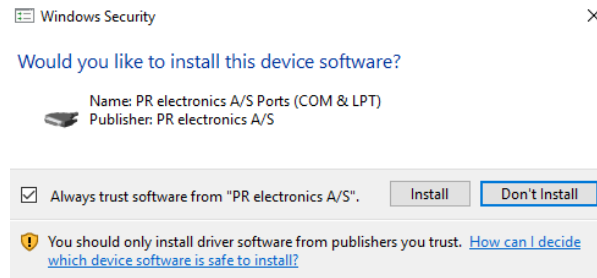 Windows Security
Would you like to install this device software?
Name: PR electronics A/S Ports (COM & LPT)
Publisher: PR electronics A/S
Always trust software from "PR electronics A/S".
Install
Don't Install
You should only install driver software from publishers you trust. How can I decide
which device software is safe to install?